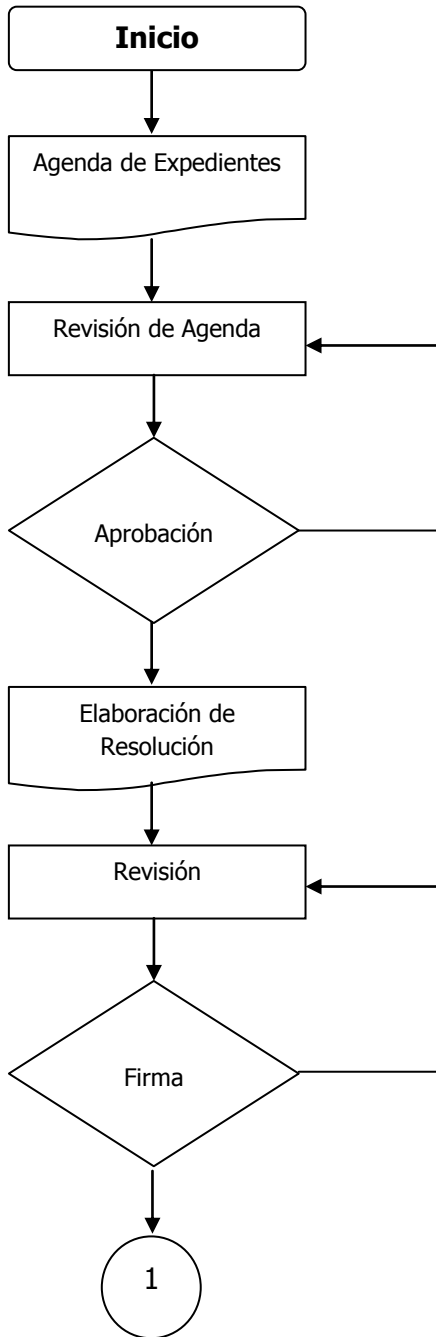 Inicio
Agenda de Expedientes
Revisión de Agenda
Aprobación
Elaboración de
Resolución
Revisión
Firma
1